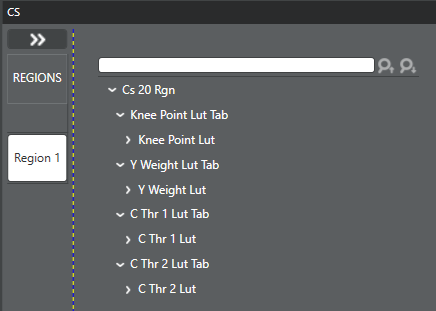 CS
REGIONS
Region 1
Cs 20 Rgn
Knee Point Lut Tab
Knee Point Lut
Y Weight Lut Tab
Y Weight Lut
C Thr 1 Lut Tab
C Thr 1 Lut
C Thr 2 Lut Tab
C Thr 2 Lut